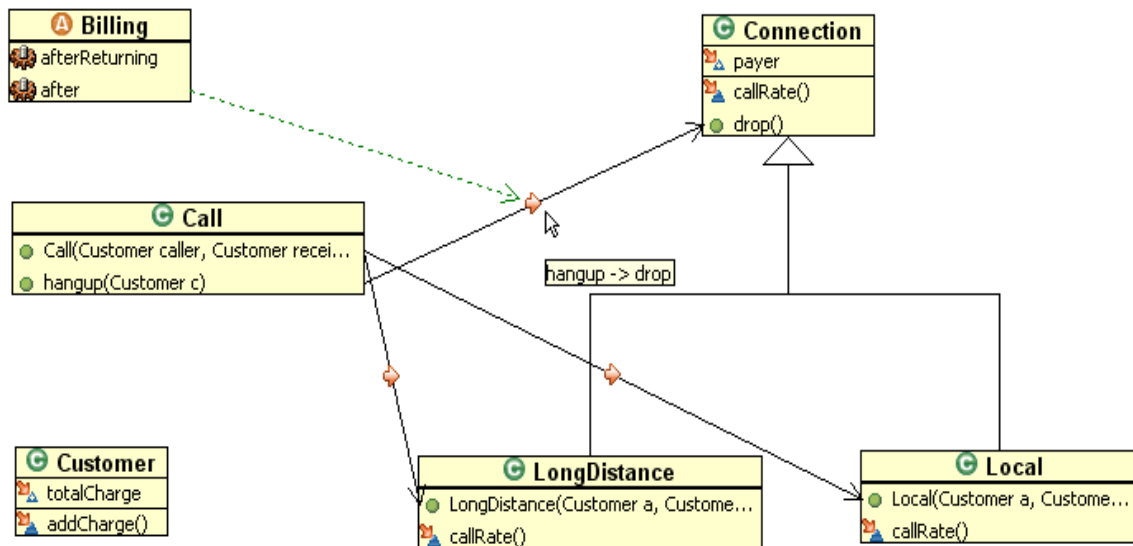 A Billing
afterReturning
after
C Connection
payer
callRate()
drop()
C Call
Call(Customer caller, Customer recei...
hangup(Customer c)
hangup -> drop
C Customer
totalCharge
addCharge()
C LongDistance
LongDistance(Customer a, Custome...
callRate()
C Local
Local(Customer a, Custome...
callRate()